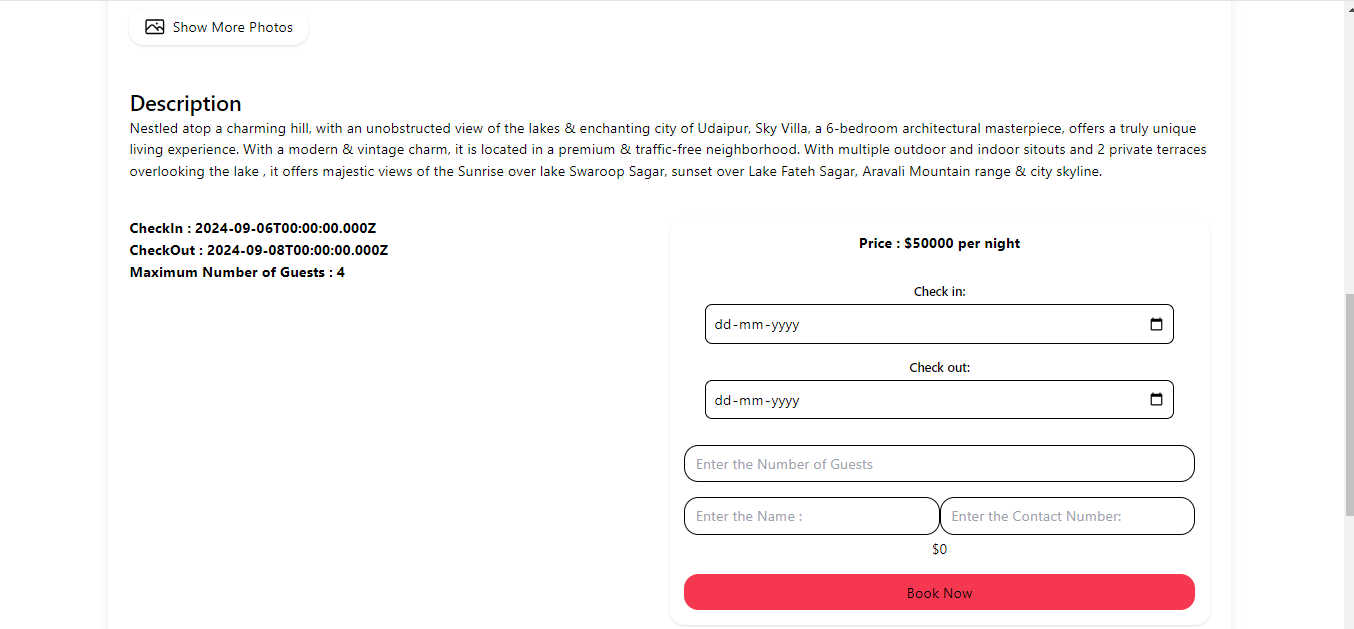 Show More Photos
Description
Nestled atop a charming hill, with an unobstructed view of the lakes & enchanting city of Udaipur, Sky Villa, a 6-bedroom architectural masterpiece, offers a truly unique
living experience. With a modern & vintage charm, it is located in a premium & traffic-free neighborhood. With multiple outdoor and indoor sitouts and 2 private terraces
overlooking the lake , it offers majestic views of the Sunrise over lake Swaroop Sagar, sunset over Lake Fateh Sagar, Aravali Mountain range & city skyline.
CheckIn : 2024-09-06T00:00:00.000Z
CheckOut : 2024-09-08T00:00:00.000Z
Maximum Number of Guests : 4
Price : $50000 per night
Check in:
dd-mm-yyyy
Check out:
dd-mm-yyyy
Enter the Number of Guests
Enter the Name :
Enter the Contact Number:
$0
Book Now